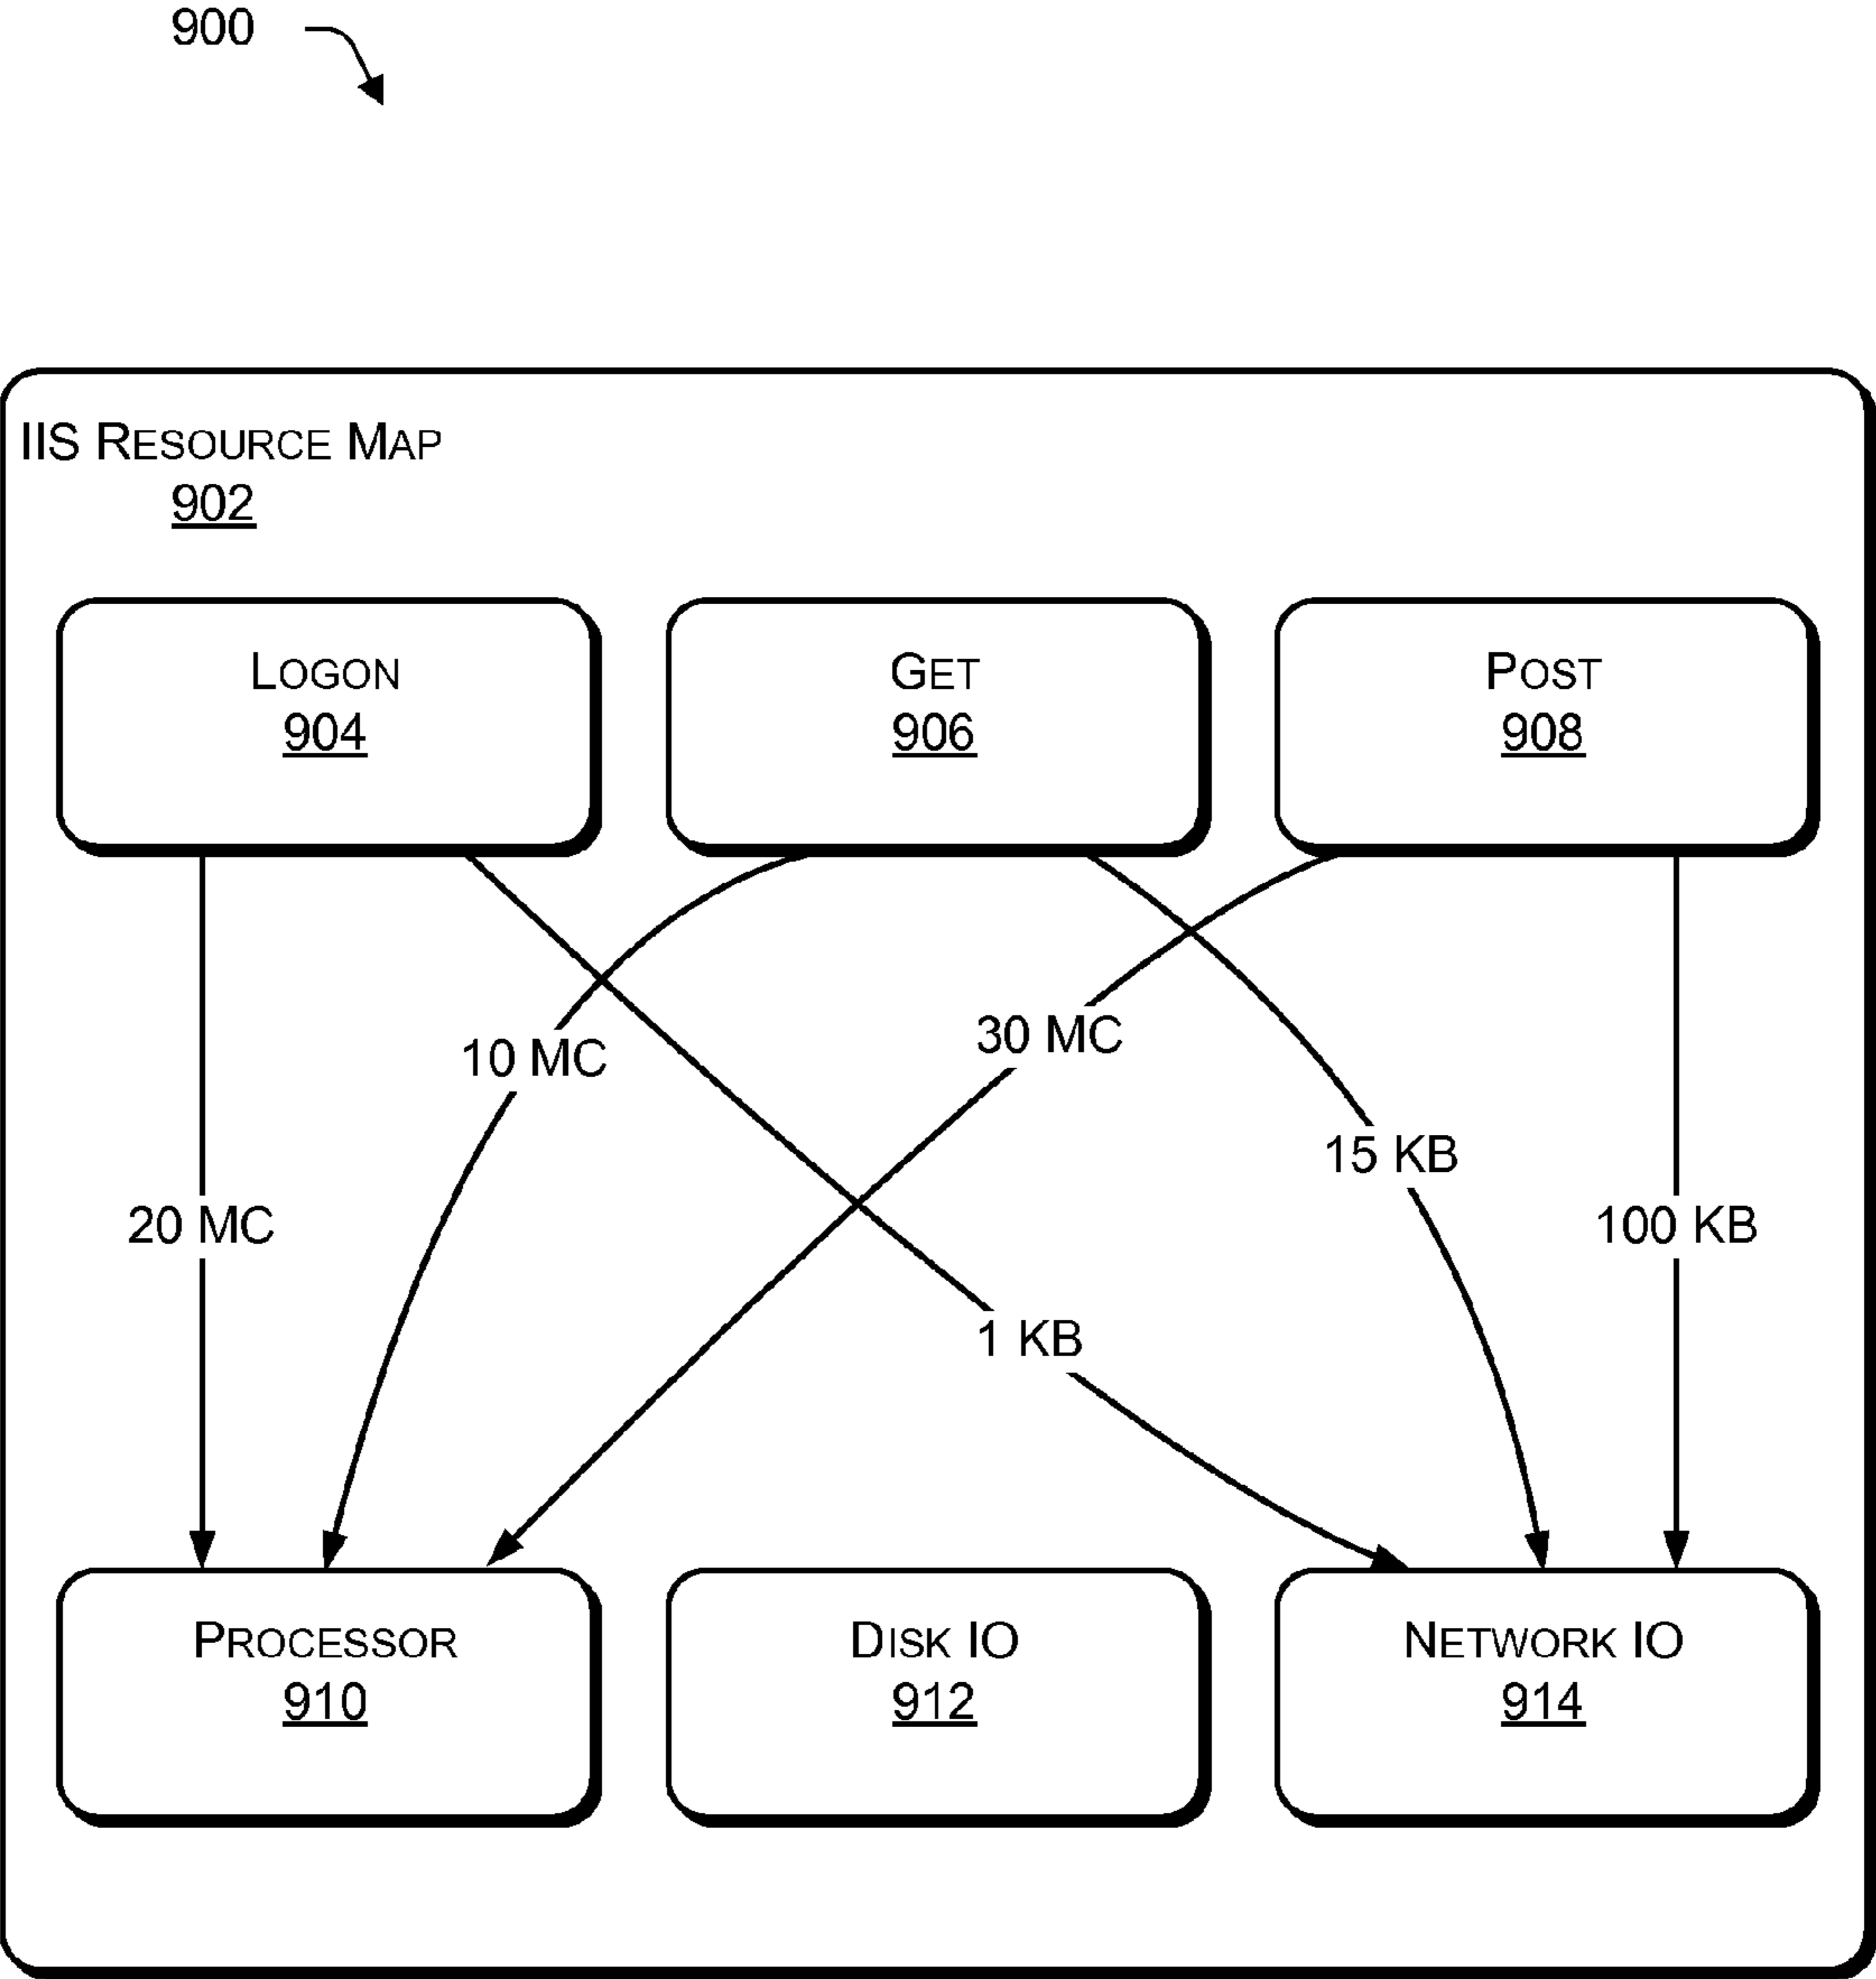 900
IIS RESOURCE MAP
902
LOGON
904
GET
906
POST
908
10 MC
30 MC
15 KB
20 MC
100 KB
1 KB
PROCESSOR
910
DISK IO
912
NETWORK IO
914